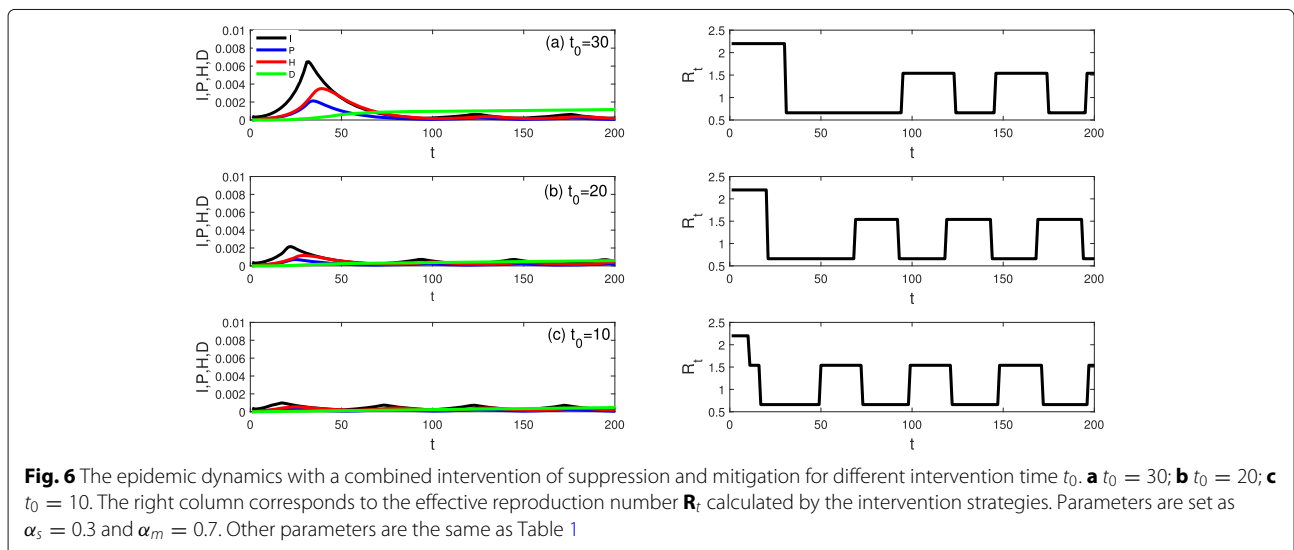 0.01
0.008
0.006
0.004
0.002
0
I,P,H,D
I
P
H
D
(a) t0=30
0 50 100 150 200
t
2.5
2
1.5
1
0.5
Rt
0 50 100 150 200
t
0.01
0.008
0.006
0.004
0.002
0
I,P,H,D
(b) t0=20
0 50 100 150 200
t
2.5
2
1.5
1
0.5
Rt
0 50 100 150 200
t
0.01
0.008
0.006
0.004
0.002
0
I,P,H,D
(c) t0=10
0 50 100 150 200
t
2.5
2
1.5
1
0.5
Rt
0 50 100 150 200
t
Fig. 6 The epidemic dynamics with a combined intervention of suppression and mitigation for different intervention time t0. a t0 = 30; b t0 = 20; c
t0 = 10. The right column corresponds to the effective reproduction number Rt calculated by the intervention strategies. Parameters are set as
αs = 0.3 and αm = 0.7. Other parameters are the same as Table 1